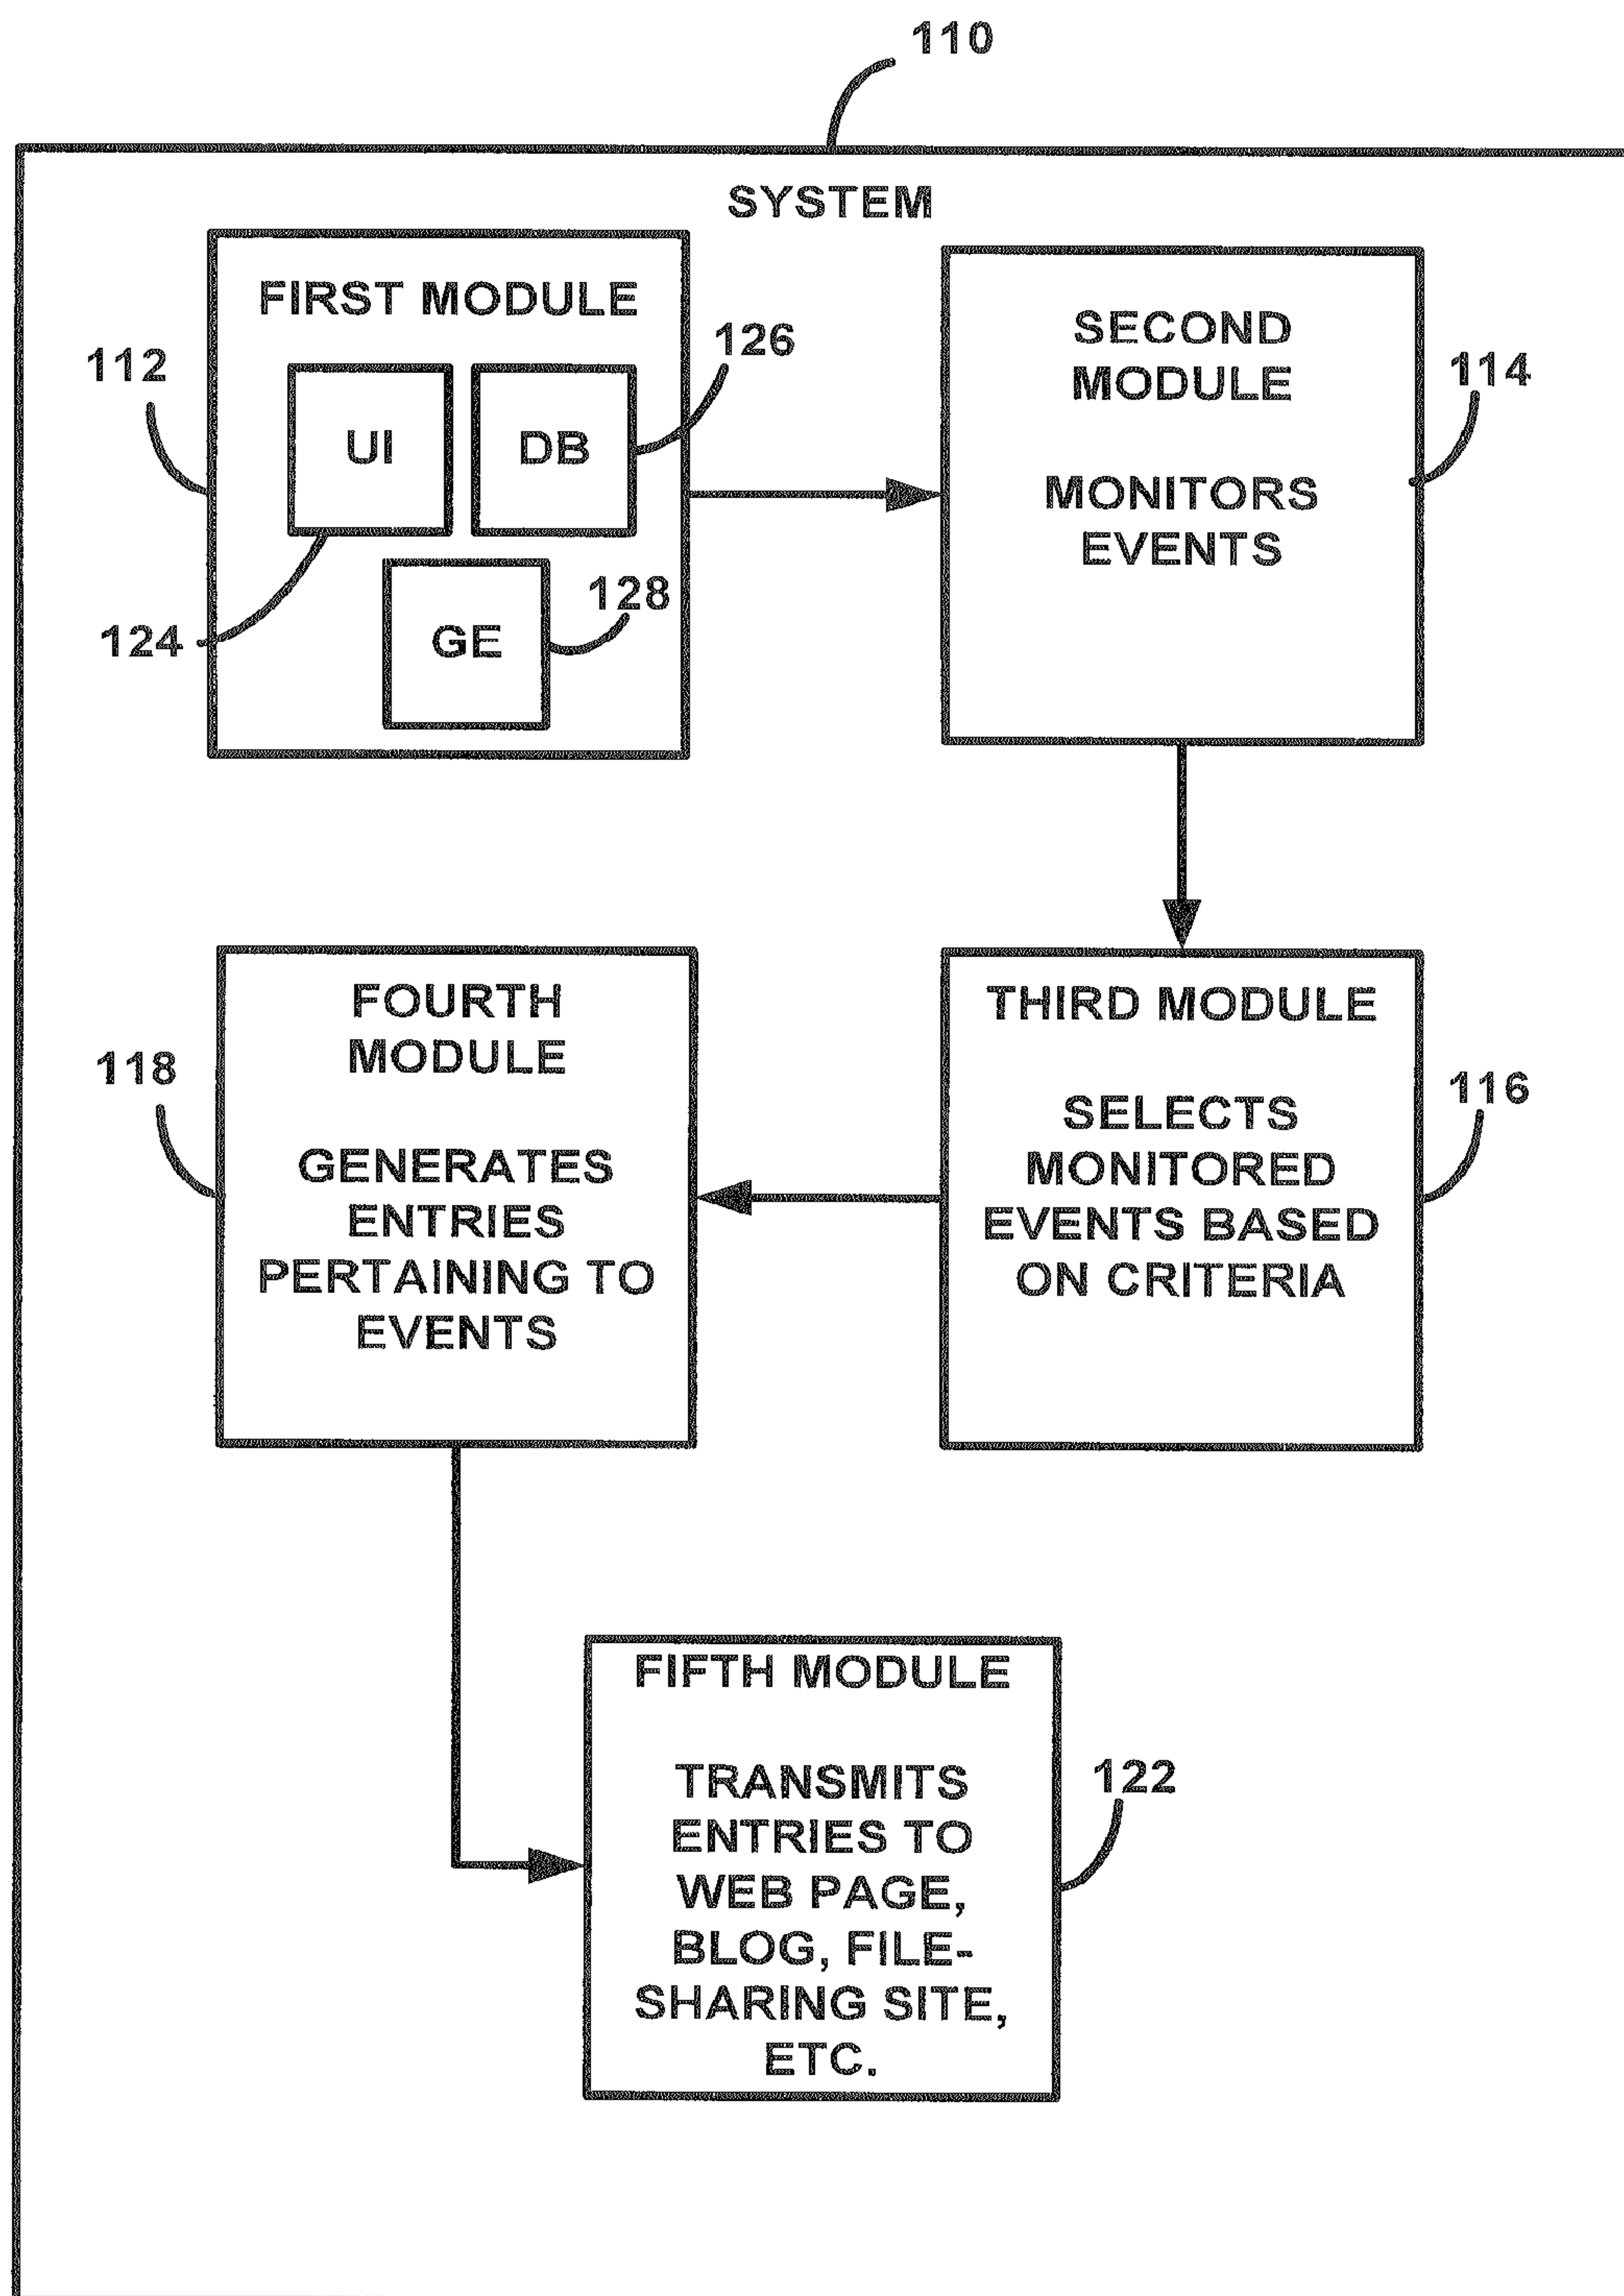 110
SYSTEM
FIRST MODULE
112
126
UI
DB
124
128
GE
SECOND
MODULE
MONITORS
EVENTS
114
THIRD MODULE
SELECTS
MONITORED
EVENTS BASED
ON CRITERIA
116
FOURTH
MODULE
GENERATES
ENTRIES
PERTAINING TO
EVENTS
118
FIFTH MODULE
TRANSMITS
ENTRIES TO
WEB PAGE,
BLOG, FILE-
SHARING SITE,
ETC.
122